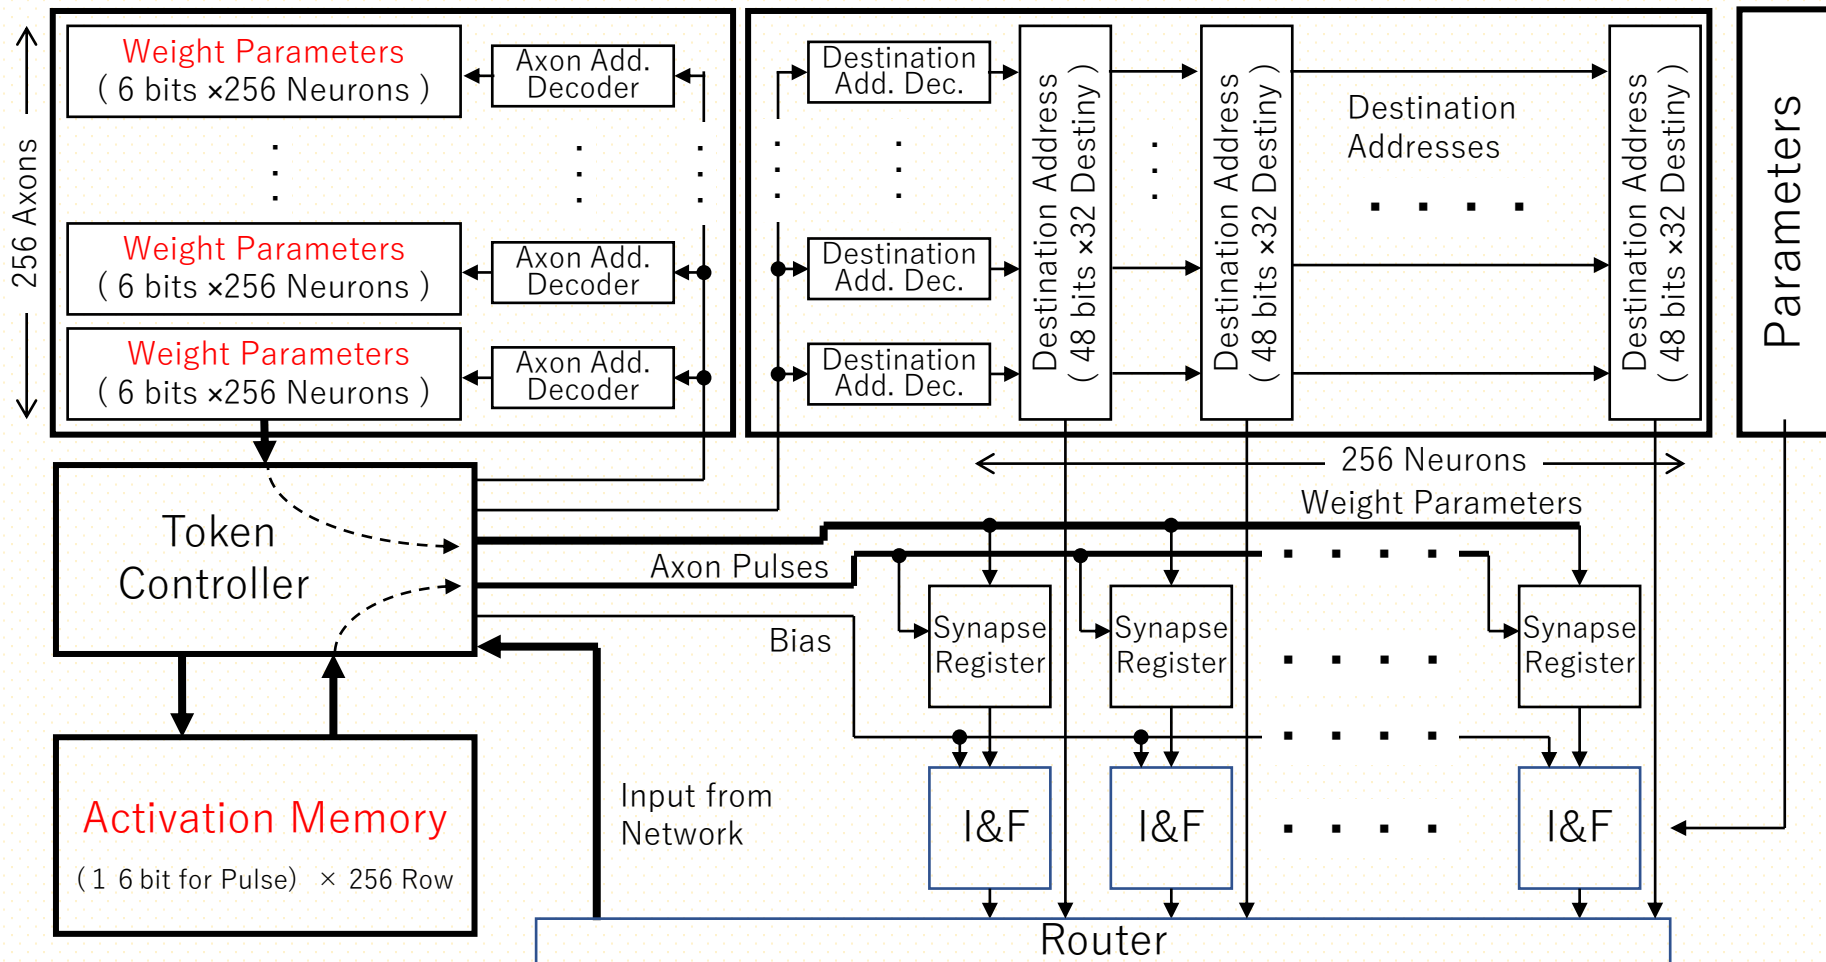 256 Axons
Weight Parameters
( 6 bits ×256 Neurons )
Axon Add.
Decoder
Weight Parameters
( 6 bits ×256 Neurons )
Axon Add.
Decoder
Weight Parameters
( 6 bits ×256 Neurons )
Axon Add.
Decoder
Destination
Add. Dec.
Destination
Add. Dec.
Destination
Add. Dec.
Destination Address
( 48 bits ×32 Destiny )
Destination Address
( 48 bits ×32 Destiny )
Destination
Addresses
Destination Address
( 48 bits ×32 Destiny )
Parameters
256 Neurons
Weight Parameters
Token
Controller
Axon Pulses
Bias
Synapse
Register
Synapse
Register
Synapse
Register
Activation Memory
(1 6 bit for Pulse) × 256 Row
Input from
Network
I&F
I&F
I&F
Router